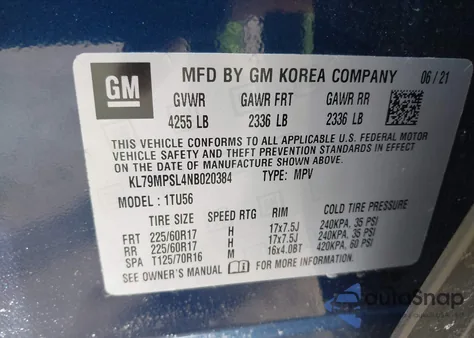 GM
MFD BY GM KOREA COMPANY 06/21
GVWR GAWR FRT GAWR RR
4255 LB 2336 LB 2336 LB
THIS VEHICLE CONFORMS TO ALL APPLICABLE U.S. FEDERAL MOTOR
VEHICLE SAFETY AND THEFT PREVENTION STANDARDS IN EFFECT
ON THE DATE OF MANUFACTURE SHOWN ABOVE.
KL79MPSL4NB020384 TYPE: MPV
MODEL : 1TU56
TIRE SIZE SPEED RTG RIM COLD TIRE PRESSURE
FRT 225/60R17 H 17x7.5J 240KPA, 35 PSI
RR 225/60R17 H 17x7.5J 240KPA, 35 PSI
SPA T125/70R16 M 16x4.0BT 420KPA, 60 PSI
SEE OWNER'S MANUAL FOR MORE INFORMATION.
autoSnap